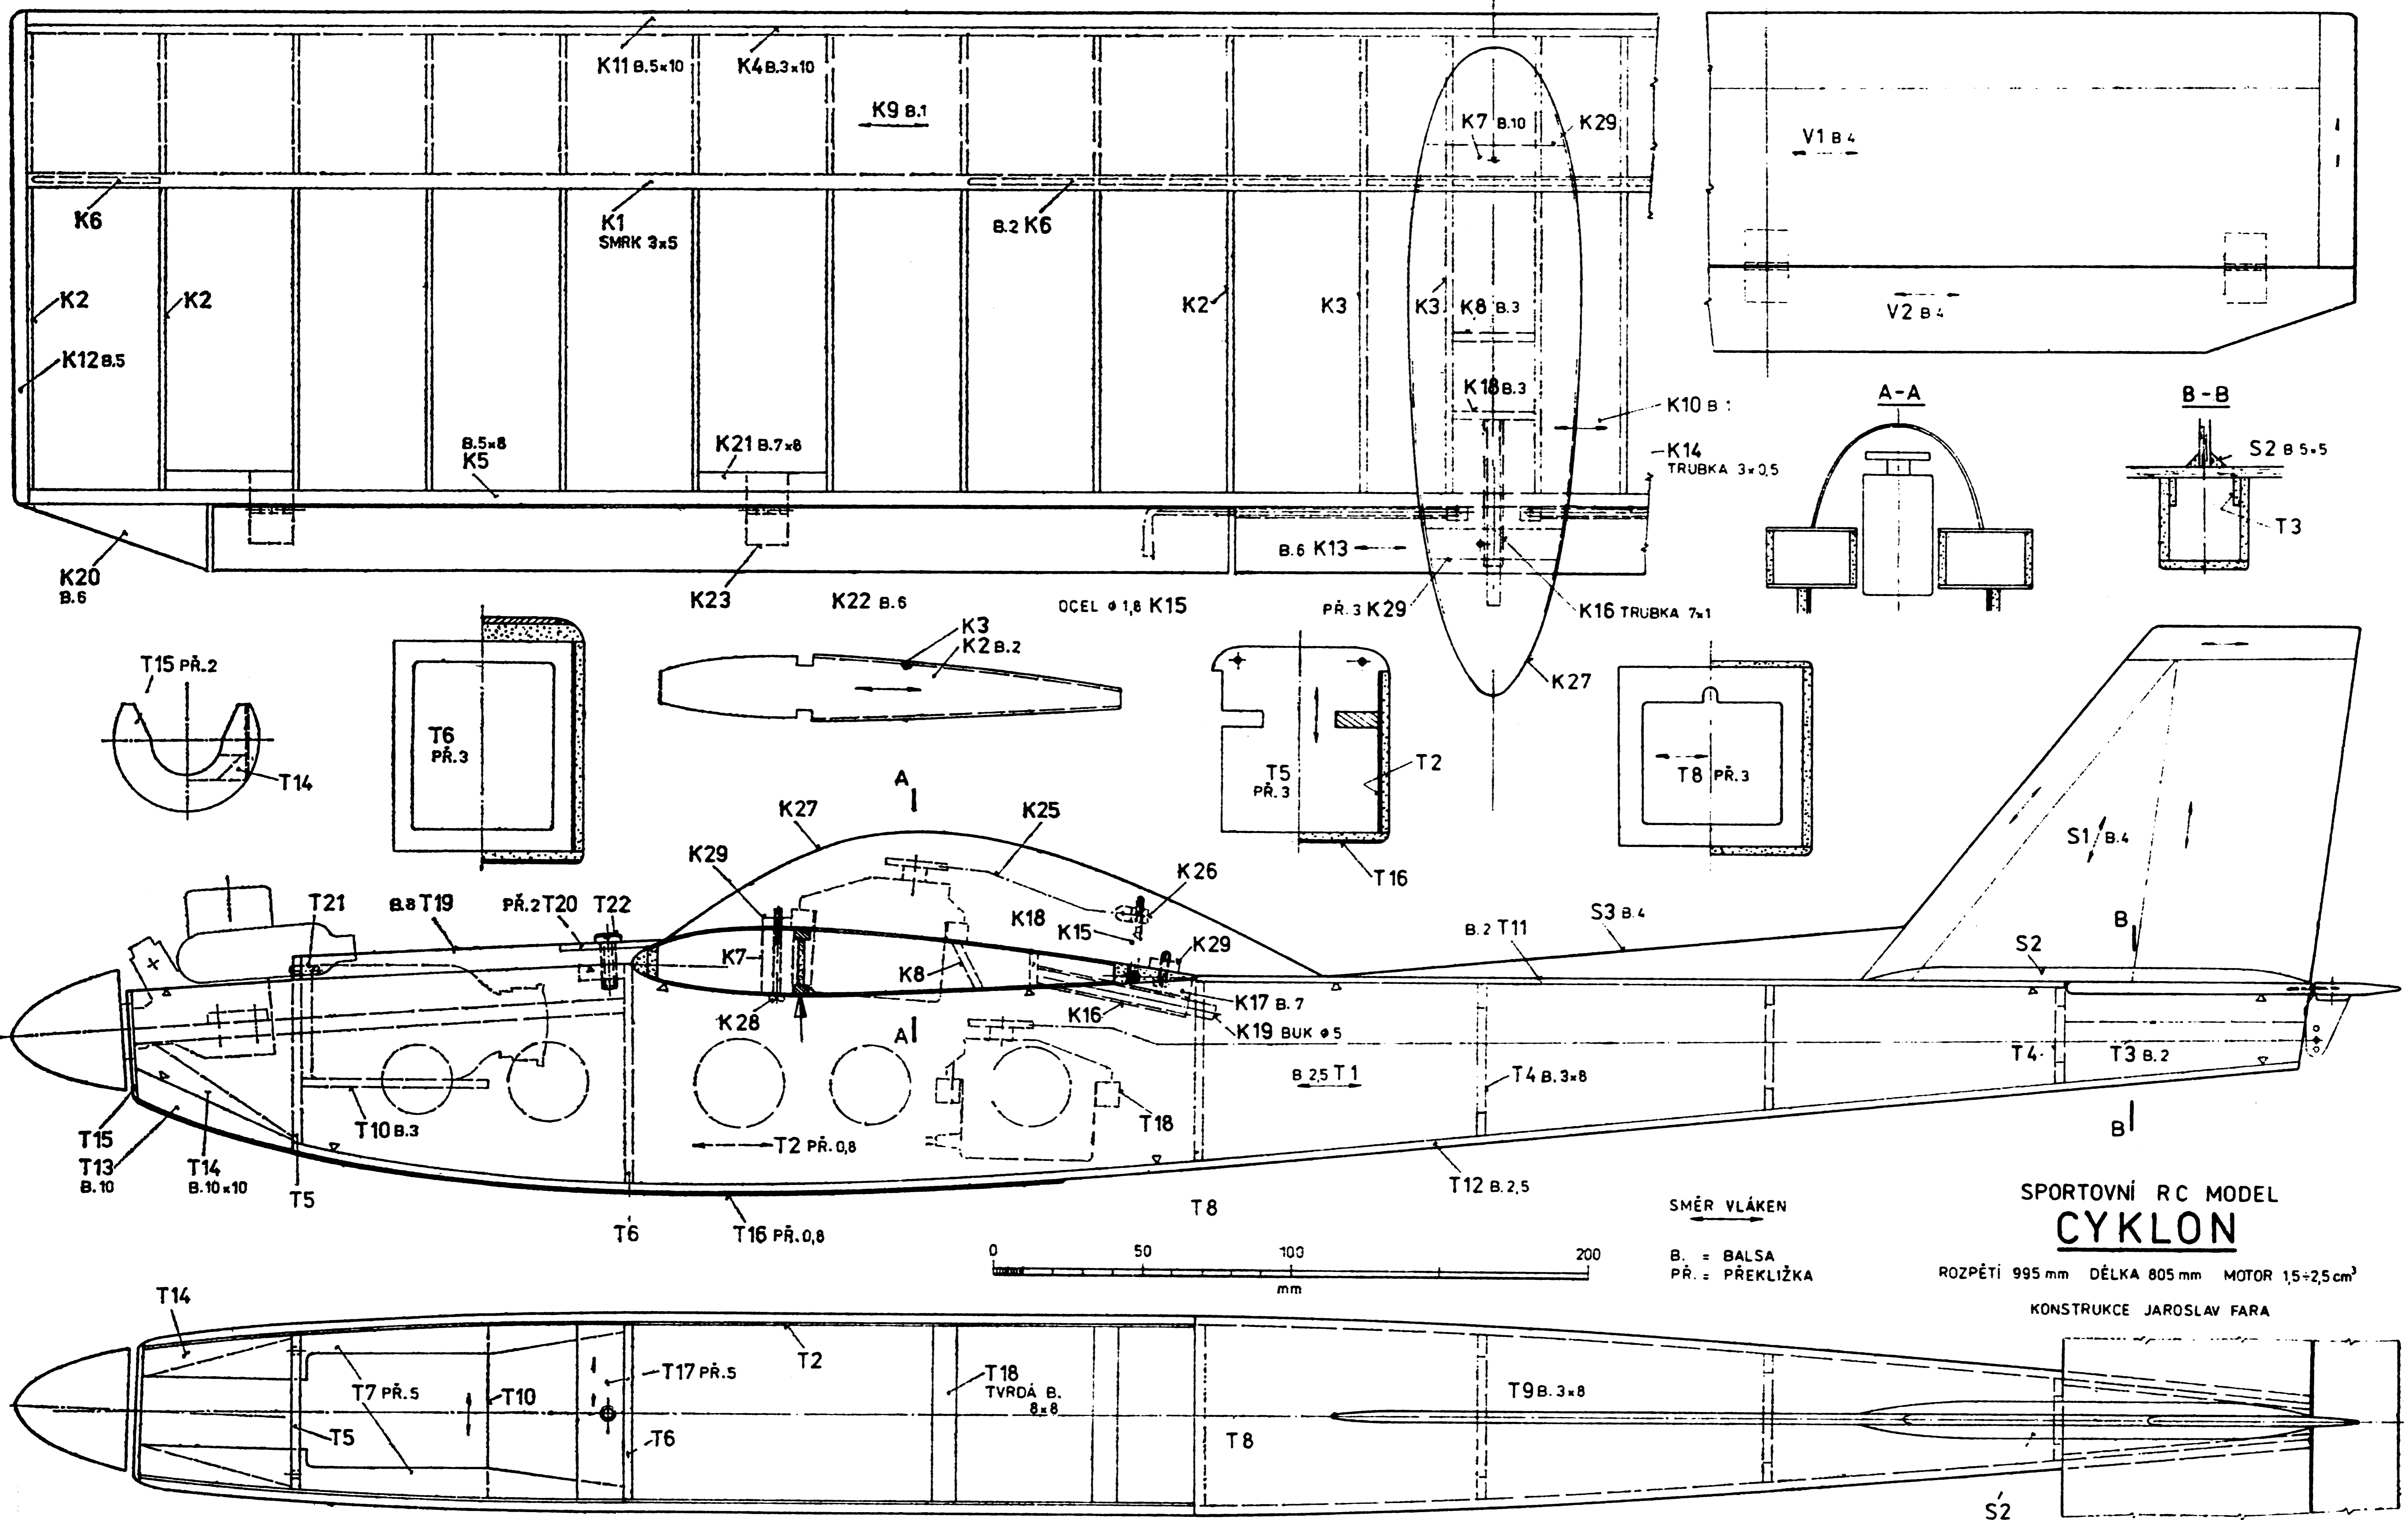 K11 B.5×10
K4 B.3×10
K9 B.1
K7 B.10
K29
V1 B 4
K6
K1
SMRK 3×5
B.2 K6
K2
K2
K2
K3
K3
K8 B.3
V2 B 4
K12 B.5
K18 B.3
K10 B 1
A-A
B-B
B.5×8
K5
K21 B.7×8
K14
TRUBKA 3×0,5
S2 B 5×5
T3
B.6 K13
K20
B.6
K23
K22 B.6
OCEL ø 1,8 K15
PŘ. 3 K29
K16 TRUBKA 7×1
K3
K2 B.2
K27
T15 PŘ.2
T14
T6
PŘ.3
T5
PŘ.3
T2
T8 PŘ.3
T16
A
K27
K25
K29
K26
S1 B.4
T21
B.8 T19
PŘ.2 T20
T22
K18
K15
K29
S3 B.4
B.2 T11
S2
B
K7
K8
K28
A
K16
K17 B.7
K19 BUK ø 5
T10 B.3
T2 PŘ. 0,8
T18
B 2,5 T1
T4 B.3×8
T4
T3 B.2
B
T15
T13
B.10
T14
B.10×10
T5
T6
T16 PŘ. 0,8
T8
T12 B.2,5
SMĚR VLÁKEN
B. = BALSA
PŘ. = PŘEKLIŽKA
0 50 100 200
mm
SPORTOVNÍ RC MODEL
CYKLON
ROZPĚTÍ 995 mm DÉLKA 805 mm MOTOR 1,5÷2,5 cm³
KONSTRUKCE JAROSLAV FARA
T14
T2
T7 PŘ. 5
T10
T17 PŘ. 5
T18
TVRDÁ B.
8×8
T9 B. 3×8
T5
T6
T8
S2